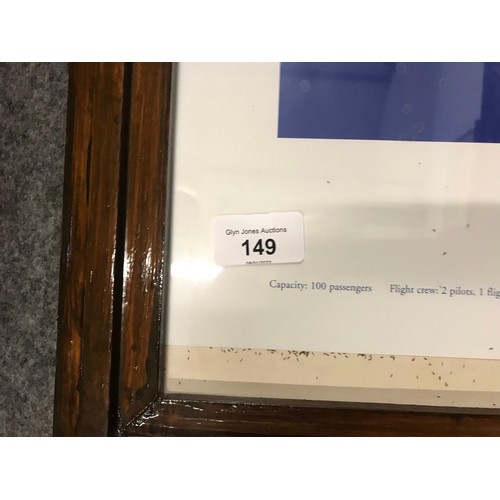 Glyn Jones Auctions
149
Capacity: 100 passengers Flight crew: 2 pilots, 1